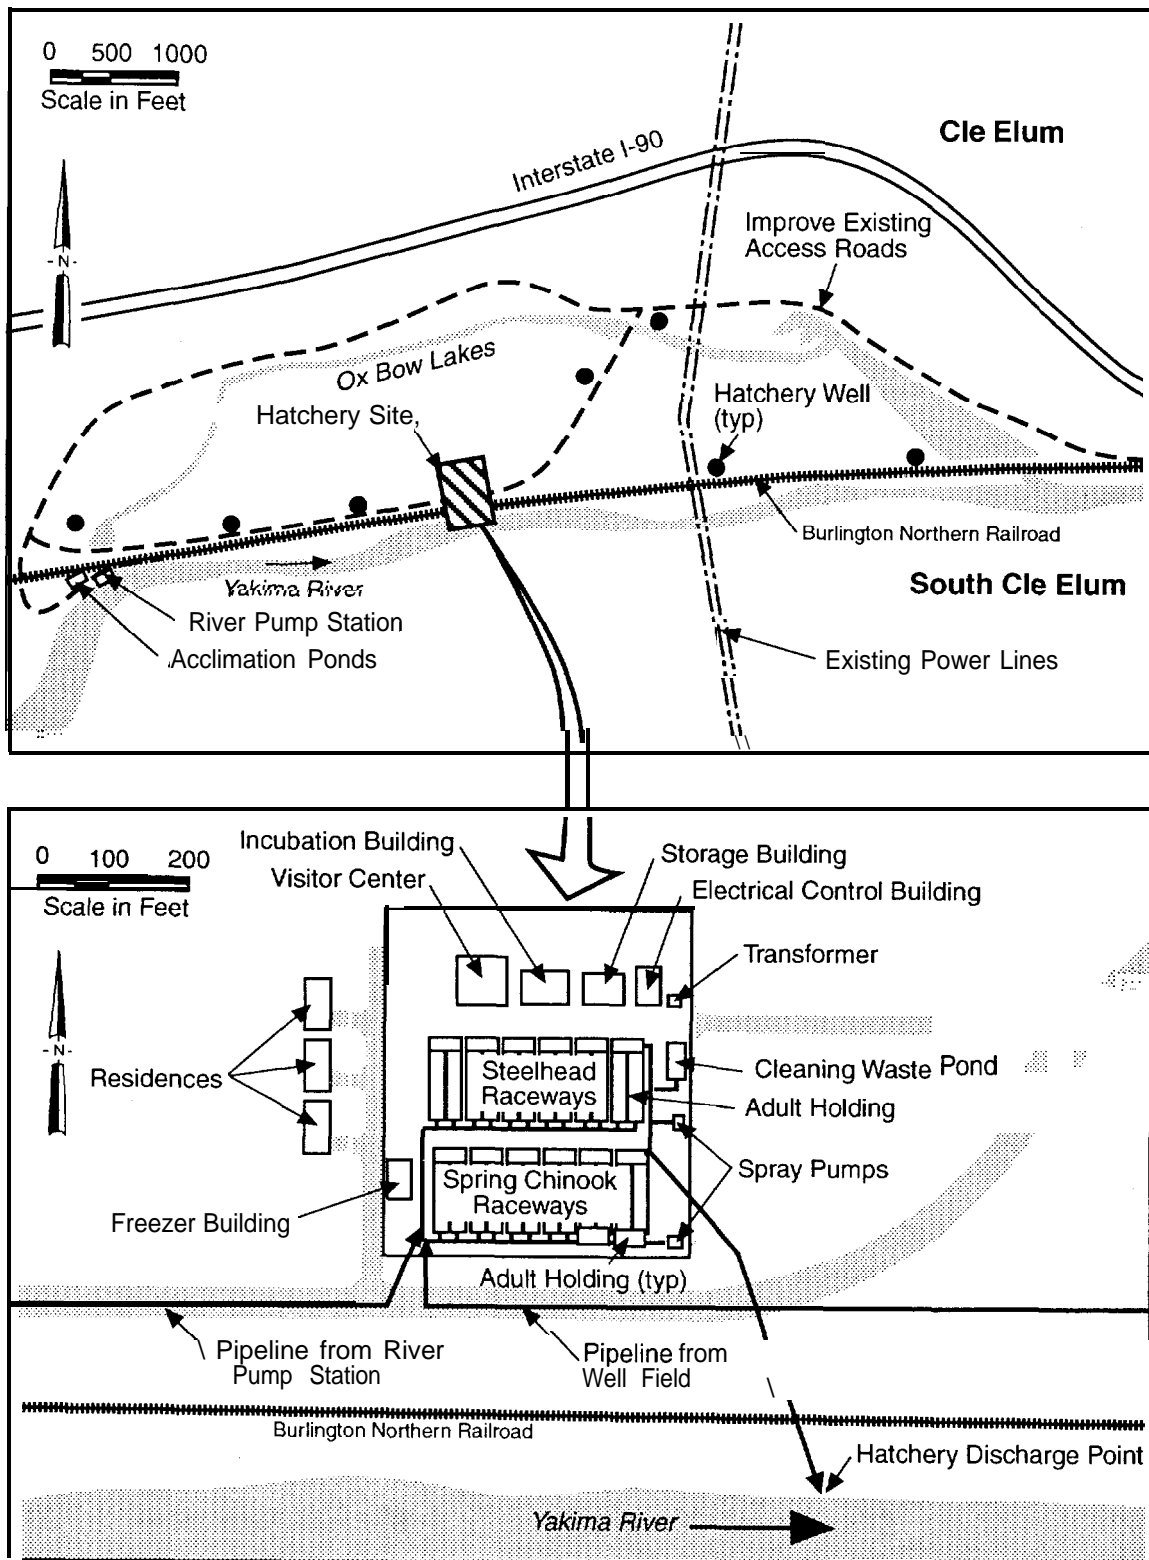 0 500 1000
Scale in Feet
Cle Elum
Interstate I-90
Improve Existing
Access Roads
-N-
Ox Bow Lakes
Hatchery Site,
Hatchery Well
(typ)
Burlington Northern Railroad
Yakima River
South Cle Elum
River Pump Station
Acclimation Ponds
Existing Power Lines
0 100 200
Scale in Feet
Incubation Building
Visitor Center
Storage Building
Electrical Control Building
Transformer
-N-
Residences
Steelhead
Raceways
Cleaning Waste Pond
Adult Holding
Spring Chinook
Raceways
Spray Pumps
Freezer Building
Adult Holding (typ)
Pipeline from River
Pump Station
Pipeline from
Well Field
Burlington Northern Railroad
Hatchery Discharge Point
Yakima River